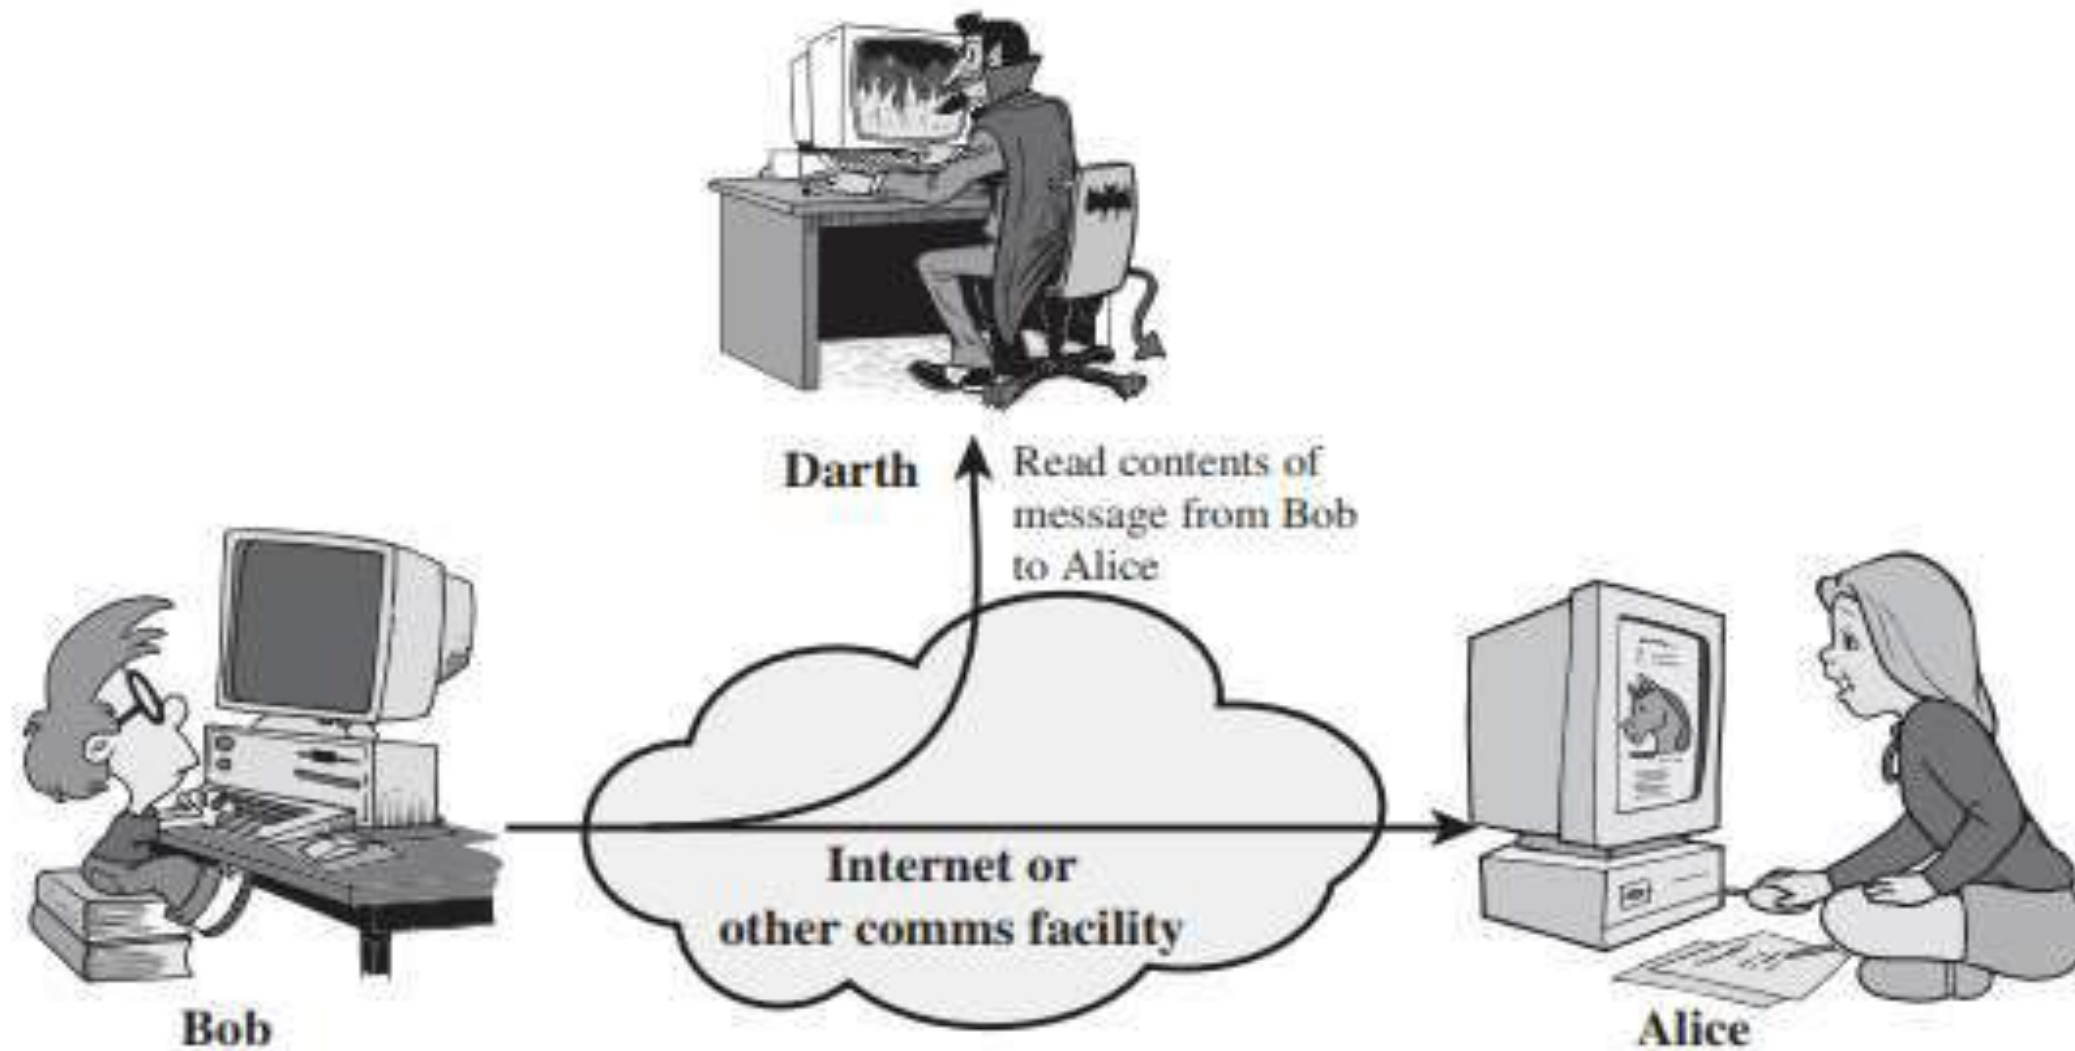 Darth
Read contents of
message from Bob
to Alice
Internet or
other comms facility
Bob
Alice